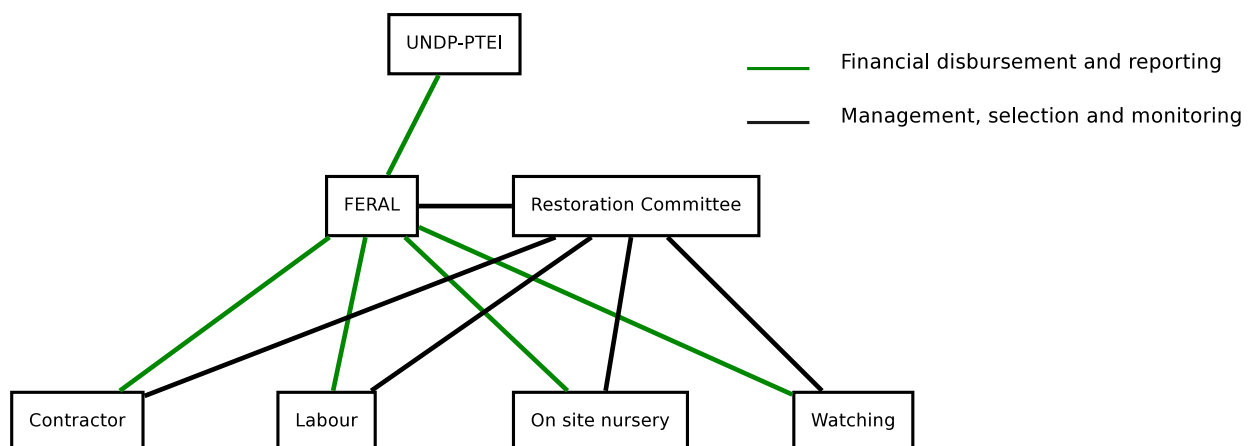 UNDP-PTEI
Financial disbursement and reporting
Management, selection and monitoring
FERAL
Restoration Committee
Contractor
Labour
On site nursery
Watching